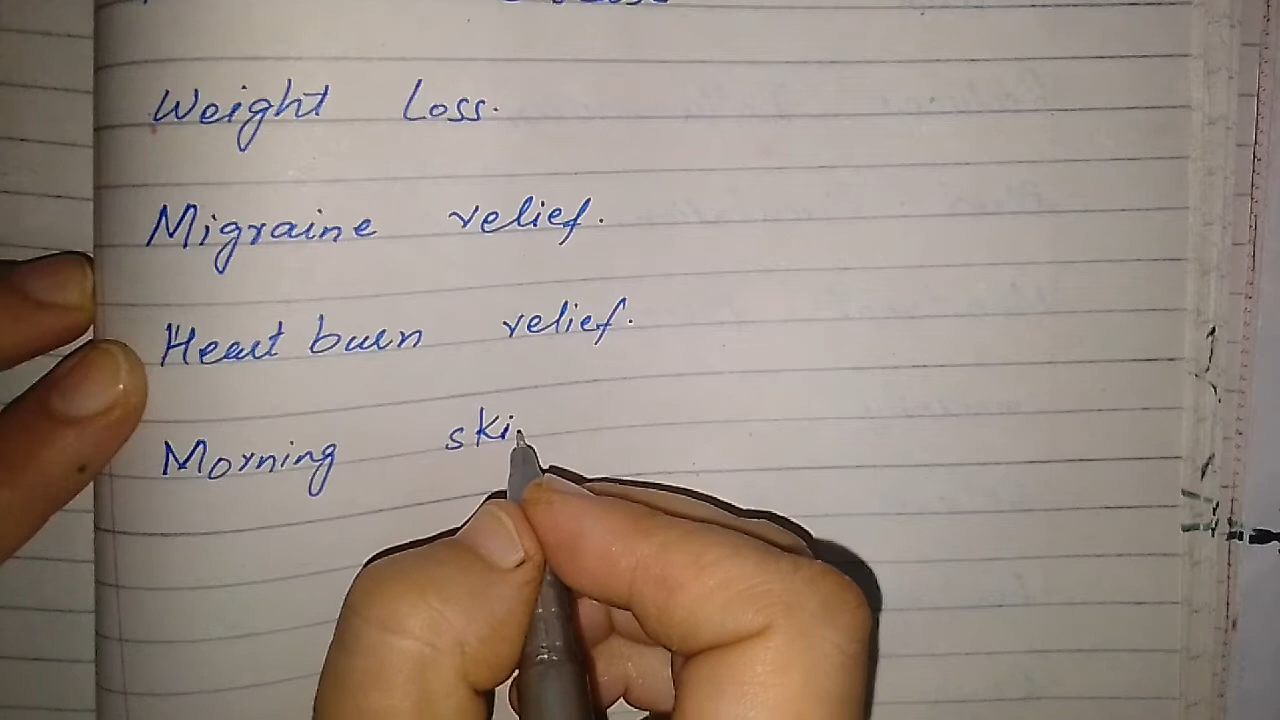 Weight Loss.
Migraine relief.
Heart burn relief.
Morning ski